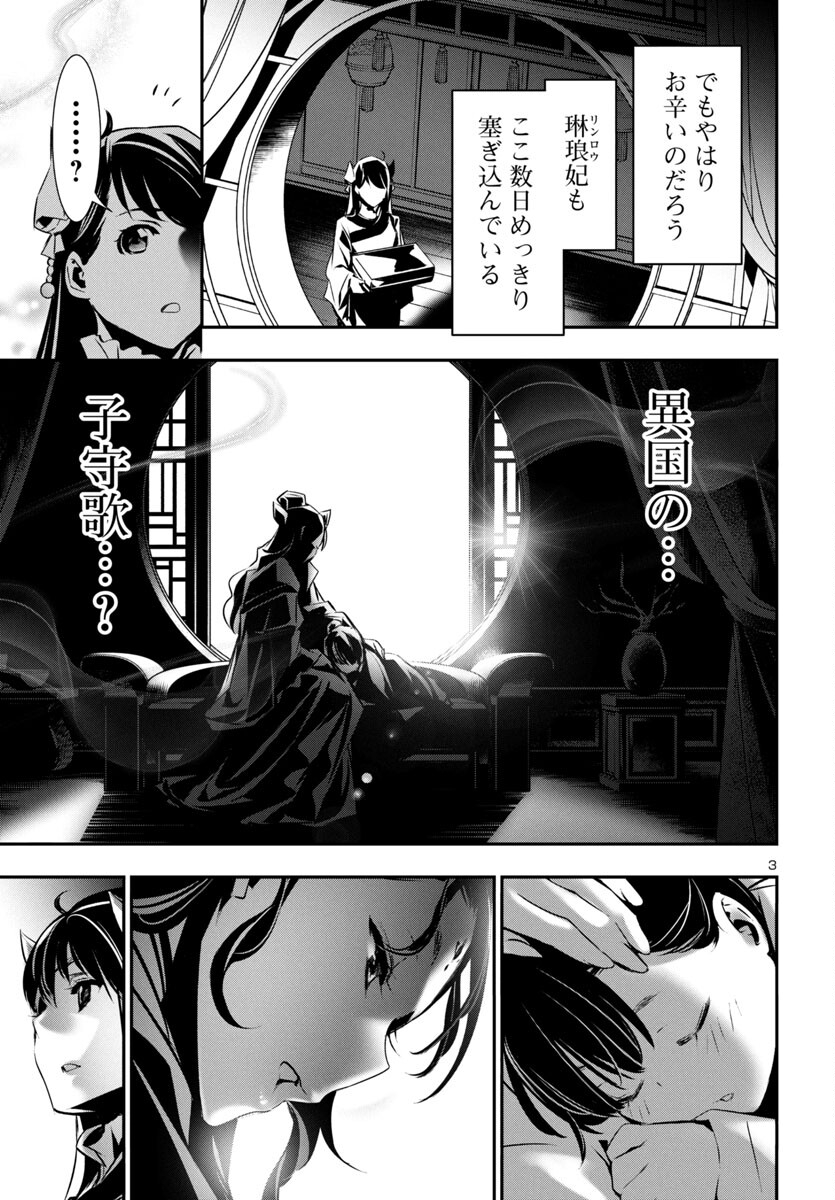 でもやはり
お辛いのだろう
琳琅妃も
リンロウ
ここ数日めっきり
塞ぎ込んでいる
……？
異国の…
子守歌……？
3